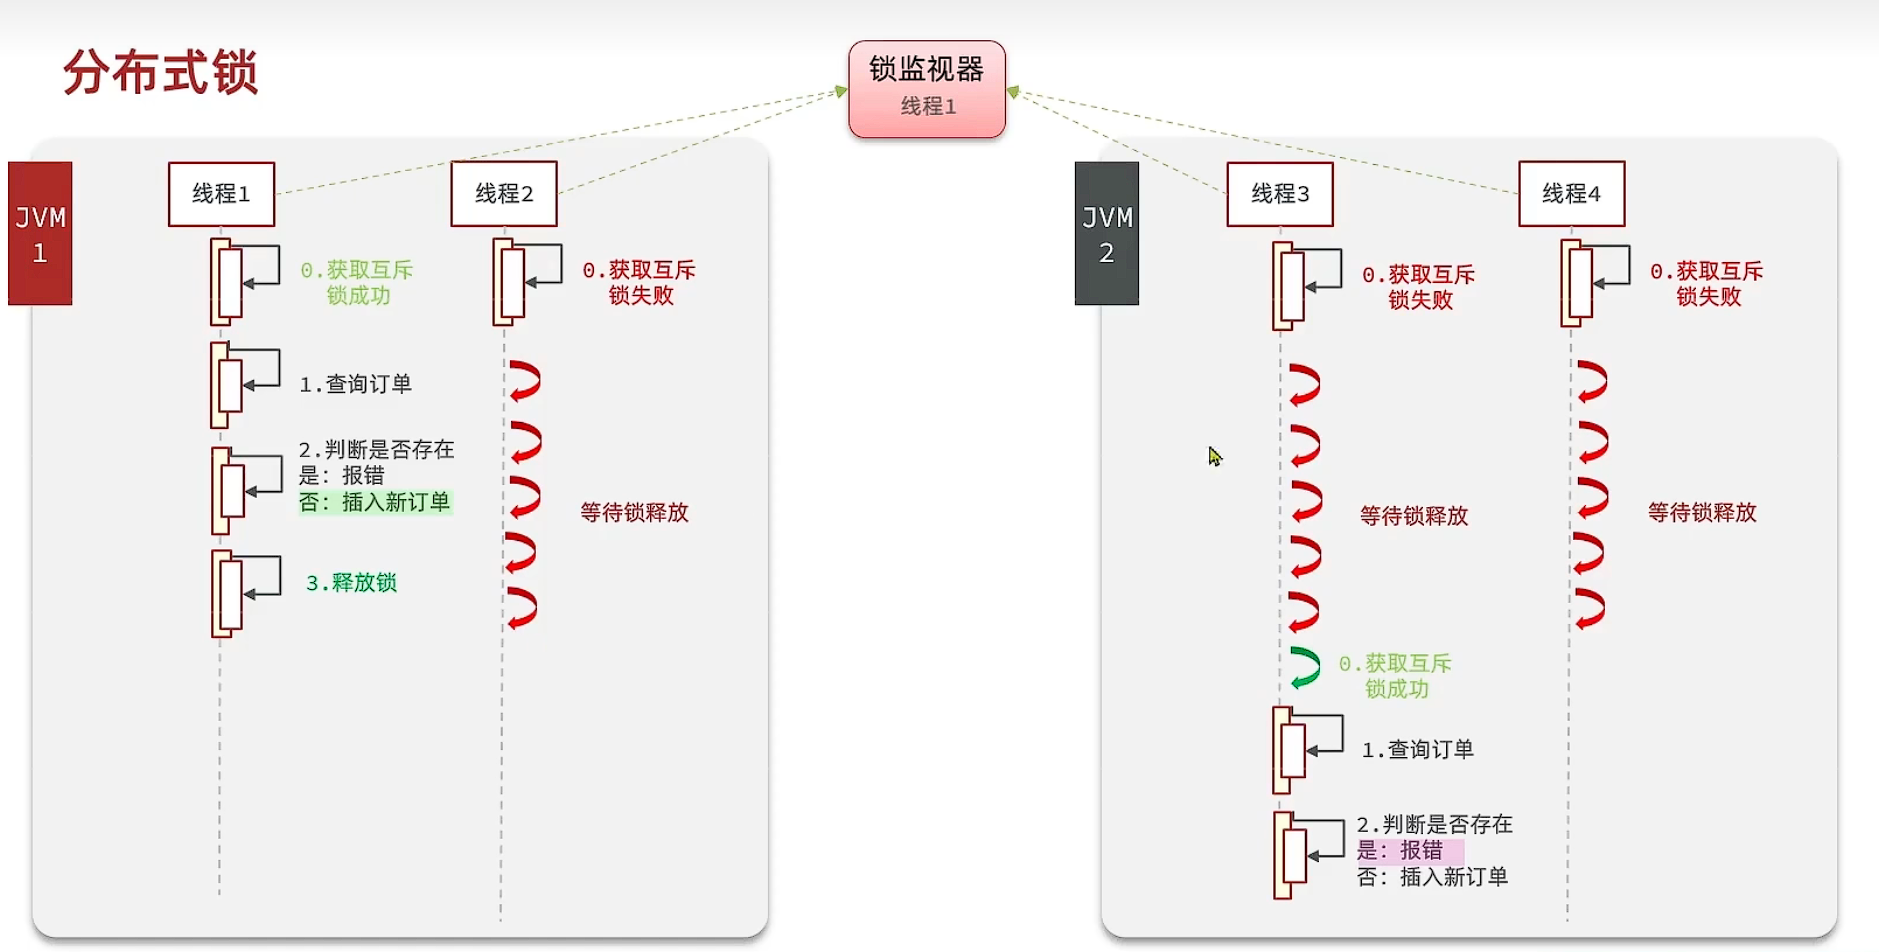 分布式锁
锁监视器
线程1
JVM
1
线程1
0.获取互斥
锁成功
1.查询订单
2.判断是否存在
是：报错
否：插入新订单
3.释放锁
线程2
0.获取互斥
锁失败
等待锁释放
JVM
2
线程3
0.获取互斥
锁失败
等待锁释放
0.获取互斥
锁成功
1.查询订单
2.判断是否存在
是：报错
否：插入新订单
线程4
0.获取互斥
锁失败
等待锁释放